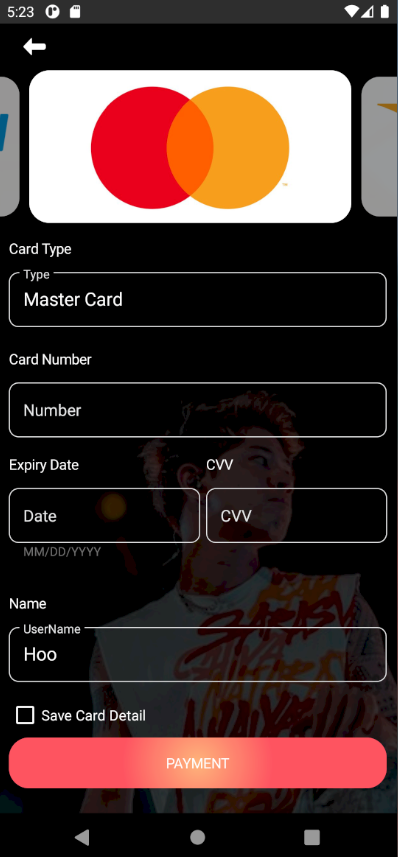 5:23
Card Type
Type
Master Card
Card Number
Number
Expiry Date CVV
Date CVV
MM/DD/YYYY
Name
UserName
Hoo
Save Card Detail
PAYMENT